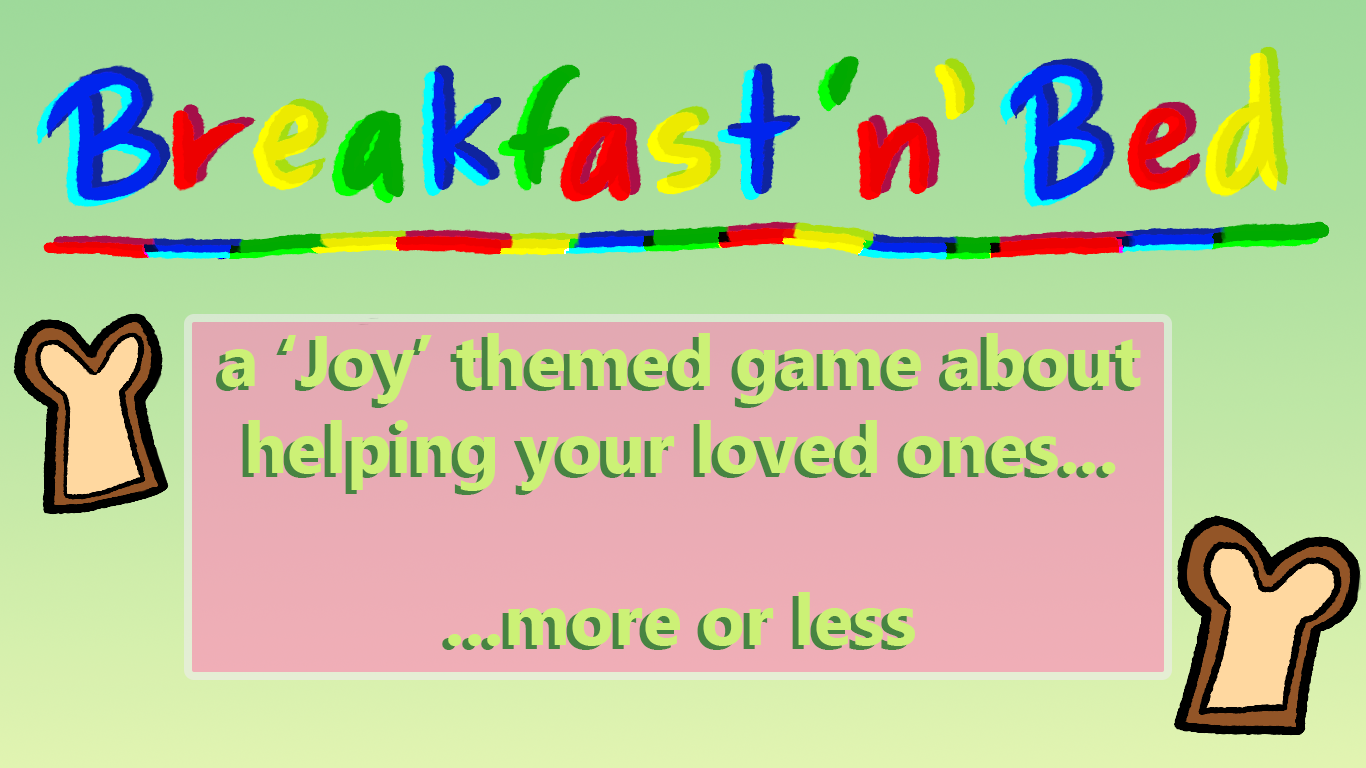 Breakfast 'n' Bed
a ‘Joy’ themed game about
helping your loved ones...
...more or less